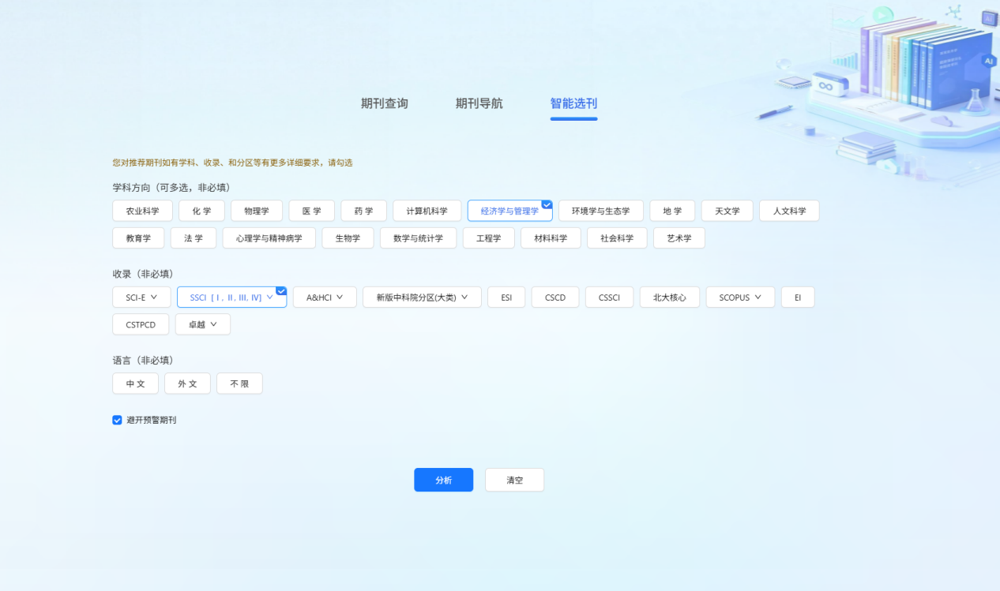 期刊查询 期刊导航 智能选刊
您对推荐期刊如有学科、收录、和分区等有更多详细要求，请勾选
学科方向（可多选，非必填）
农业科学 化 学 物理学 医 学 药 学 计算机科学 经济学与管理学 环境学与生态学 地 学 天文学 人文科学
教育学 法 学 心理学与精神病学 生物学 数学与统计学 工程学 材料科学 社会科学 艺术学
收录（非必填）
SCI-E SSCI [ I , II , III, IV] A&HCI 新版中科院分区(大类) ESI CSCD CSSCI 北大核心 SCOPUS EI
CSTPCD 卓越
语言（非必填）
中 文 外 文 不 限
避开预警期刊
分析 清空
AI